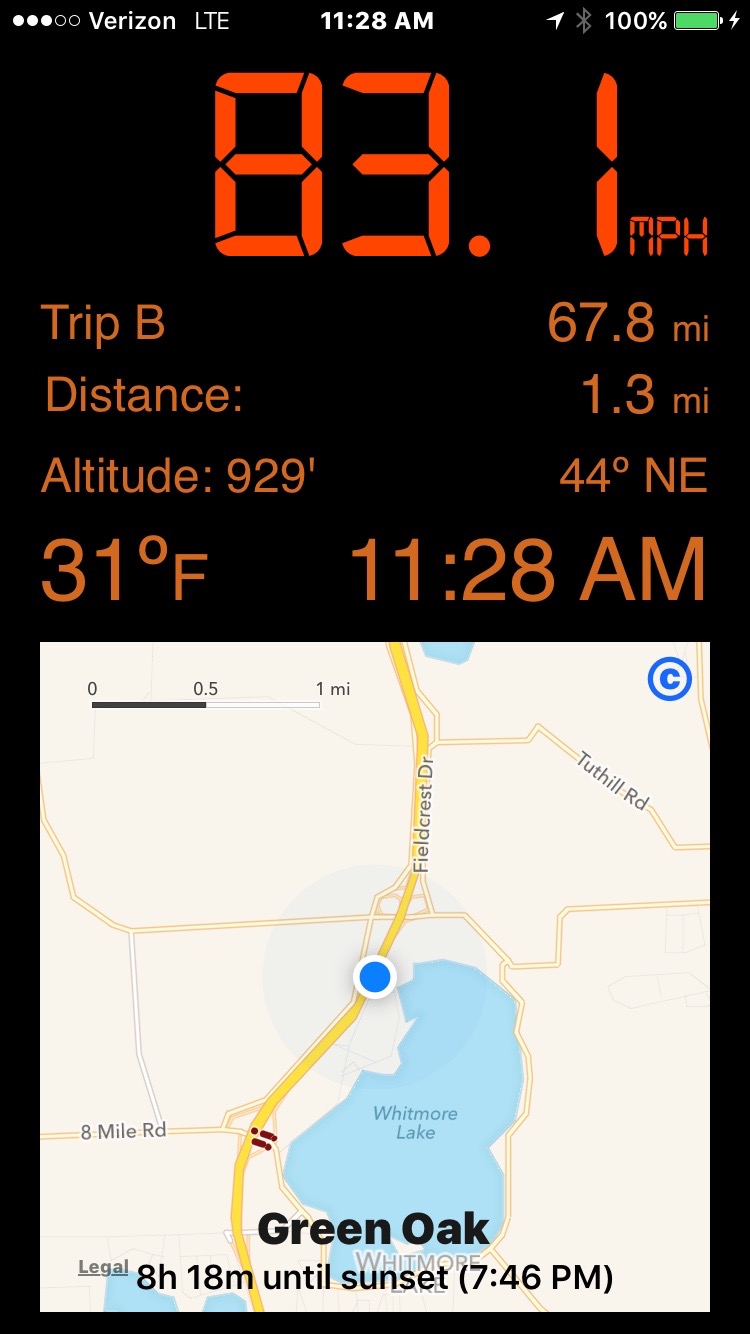 Verizon LTE 11:28 AM 100%
83.1 MPH
Trip B 67.8 mi
Distance: 1.3 mi
Altitude: 929' 44° NE
31°F 11:28 AM
0 0.5 1 mi
©
Tuthill Rd
Fieldcrest Dr
8 Mile Rd
Whitmore
Lake
Green Oak
WHITMORE
LAKE
Legal
8h 18m until sunset (7:46 PM)